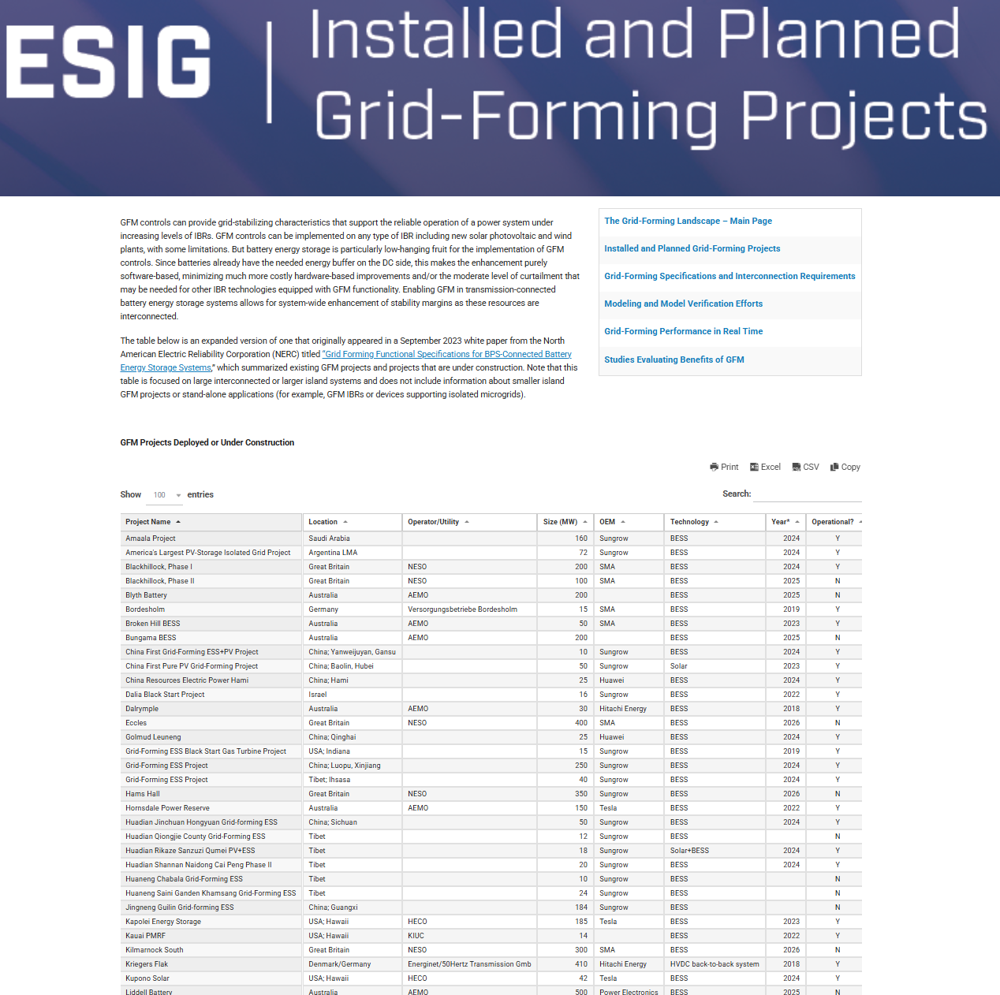 ESIG
Installed and Planned
Grid-Forming Projects
GFM controls can provide grid-stabilizing characteristics that support the reliable operation of a power system under
increasing levels of IBRs. GFM controls can be implemented on any type of IBR including new solar photovoltaic and wind
plants, with some limitations. But battery energy storage is particularly low-hanging fruit for the implementation of GFM
controls. Since batteries already have the needed energy buffer on the DC side, this makes the enhancement purely
software-based, minimizing much more costly hardware-based improvements and/or the moderate level of curtailment that
may be needed for other IBR technologies equipped with GFM functionality. Enabling GFM in transmission-connected
battery energy storage systems allows for system-wide enhancement of stability margins as these resources are
interconnected.
The table below is an expanded version of one that originally appeared in a September 2023 white paper from the North
American Electric Reliability Corporation (NERC) titled “Grid Forming Functional Specifications for BPS-Connected Battery
Energy Storage Systems,” which summarized existing GFM projects and projects that are under construction. Note that this
table is focused on large interconnected or larger island systems and does not include information about smaller island
GFM projects or stand-alone applications (for example, GFM IBRs or devices supporting isolated microgrids).
The Grid-Forming Landscape – Main Page
Installed and Planned Grid-Forming Projects
Grid-Forming Specifications and Interconnection Requirements
Modeling and Model Verification Efforts
Grid-Forming Performance in Real Time
Studies Evaluating Benefits of GFM
GFM Projects Deployed or Under Construction
Print Excel CSV Copy
Show 100 entries Search:
Project Name Location Operator/Utility Size (MW) OEM Technology Year* Operational?
Amaala Project Saudi Arabia 160 Sungrow BESS 2024 Y
America's Largest PV-Storage Isolated Grid Project Argentina LMA 72 Sungrow BESS 2024 Y
Blackhillock, Phase I Great Britain NESO 200 SMA BESS 2024 Y
Blackhillock, Phase II Great Britain NESO 100 SMA BESS 2025 N
Blyth Battery Australia AEMO 200 BESS 2025 N
Bordesholm Germany Versorgungsbetriebe Bordesholm 15 SMA BESS 2019 Y
Broken Hill BESS Australia AEMO 50 SMA BESS 2023 Y
Bungama BESS Australia AEMO 200 BESS 2025 N
China First Grid-Forming ESS+PV Project China; Yanweijuyan, Gansu 10 Sungrow BESS 2024 Y
China First Pure PV Grid-Forming Project China; Baolin, Hubei 50 Sungrow Solar 2023 Y
China Resources Electric Power Hami China; Hami 25 Huawei BESS 2024 Y
Dalia Black Start Project Israel 16 Sungrow BESS 2022 Y
Dalrymple Australia AEMO 30 Hitachi Energy BESS 2018 Y
Eccles Great Britain NESO 400 SMA BESS 2026 N
Golmud Leuneng China; Qinghai 25 Huawei BESS 2024 Y
Grid-Forming ESS Black Start Gas Turbine Project USA; Indiana 15 Sungrow BESS 2019 Y
Grid-Forming ESS Project China; Luopu, Xinjiang 250 Sungrow BESS 2024 Y
Grid-Forming ESS Project Tibet; lhsasa 40 Sungrow BESS 2024 Y
Hams Hall Great Britain NESO 350 Sungrow BESS 2026 N
Hornsdale Power Reserve Australia AEMO 150 Tesla BESS 2022 Y
Huadian Jinchuan Hongyuan Grid-forming ESS China; Sichuan 50 Sungrow BESS 2024 Y
Huadian Qiongjie County Grid-Forming ESS Tibet 12 Sungrow BESS N
Huadian Rikaze Sanzuzi Qumei PV+ESS Tibet 18 Sungrow Solar+BESS 2024 Y
Huadian Shannan Naidong Cai Peng Phase II Tibet 20 Sungrow BESS 2024 Y
Huaneng Chabala Grid-Forming ESS Tibet 10 Sungrow BESS N
Huaneng Saini Ganden Khamsang Grid-Forming ESS Tibet 24 Sungrow BESS N
Jingneng Guilin Grid-forming ESS China; Guangxi 184 Sungrow BESS N
Kapolei Energy Storage USA; Hawaii HECO 185 Tesla BESS 2023 Y
Kauai PMRF USA; Hawaii KIUC 14 BESS 2022 Y
Kilmarnock South Great Britain NESO 300 SMA BESS 2026 N
Kriegers Flak Denmark/Germany Energinet/50Hertz Transmission Gmb 410 Hitachi Energy HVDC back-to-back system 2018 Y
Kupono Solar USA; Hawaii HECO 42 Tesla BESS 2024 Y
Liddell Battery Australia AEMO 500 Power Electronics BESS 2025 N